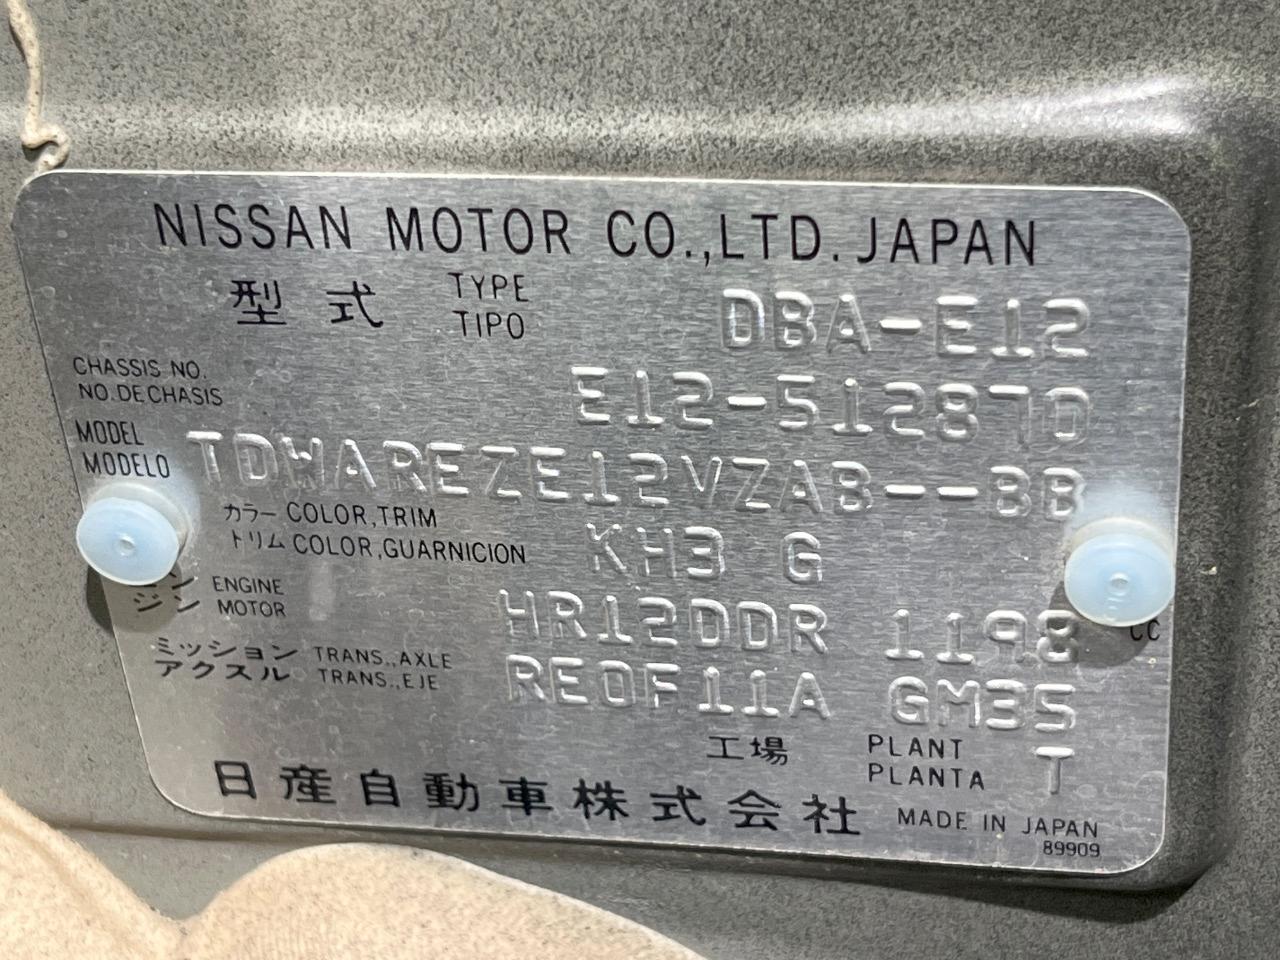 NISSAN MOTOR CO.,LTD. JAPAN
型式 TYPE TIPO DBA-E12
CHASSIS NO. NO.DE CHASIS E12-512870
MODEL MODELO TDWAREZE12VZAB--BB
カラー COLOR,TRIM
トリム COLOR,GUARNICION KH3 G
ENGINE
MOTOR HR12DDR 1198 CC
ミッション TRANS.,AXLE
アクスル TRANS.,EJE RE0F11A GM35
工場 PLANT PLANTA T
日産自動車株式会社 MADE IN JAPAN
89909